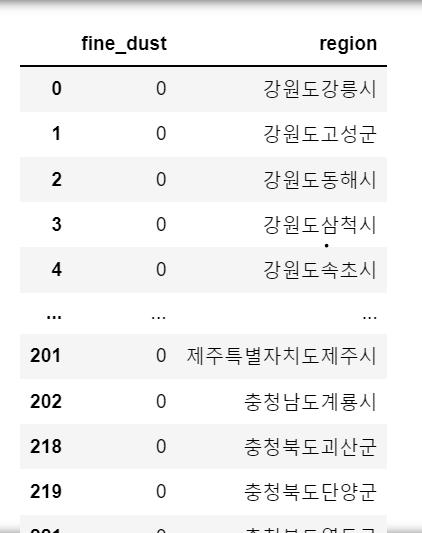 fine_dust region
0 0 강원도강릉시
1 0 강원도고성군
2 0 강원도동해시
3 0 강원도삼척시
4 0 강원도속초시
... ... ...
201 0 제주특별자치도제주시
202 0 충청남도계룡시
218 0 충청북도괴산군
219 0 충청북도단양군